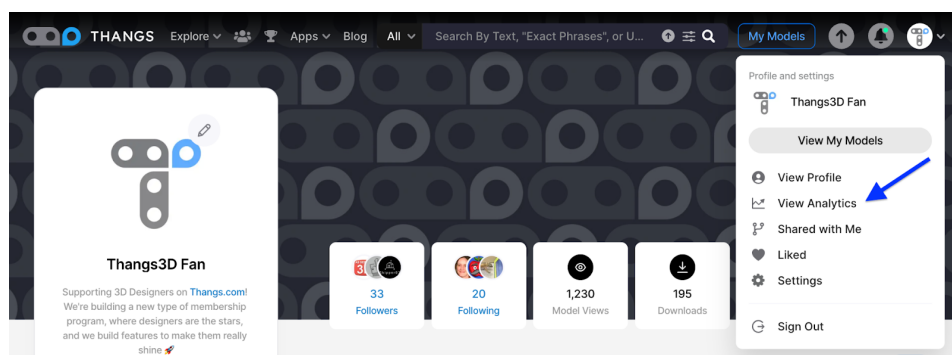 THANGS Explore Apps Blog All Search By Text, "Exact Phrases", or U... My Models
Profile and settings
Thangs3D Fan
View My Models
View Profile
View Analytics
Shared with Me
Liked
Settings
Sign Out
Thangs3D Fan
Supporting 3D Designers on Thangs.com!
We're building a new type of membership
program, where designers are the stars,
and we build features to make them really
shine 🚀
33
Followers
20
Following
1,230
Model Views
195
Downloads